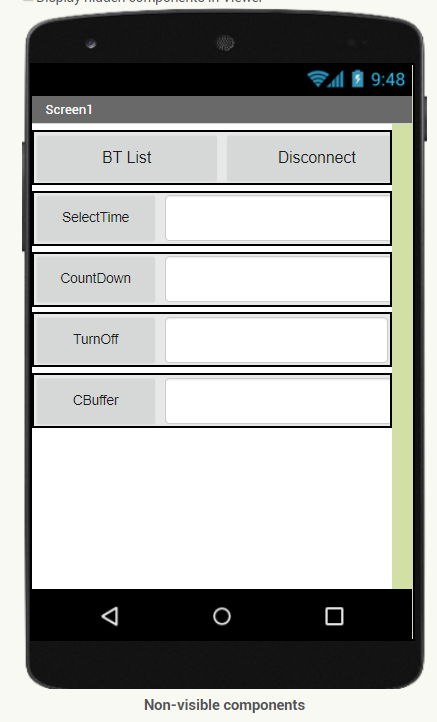 Display hidden components in Viewer
9:48
Screen1
BT List
Disconnect
SelectTime
CountDown
TurnOff
CBuffer
Non-visible components